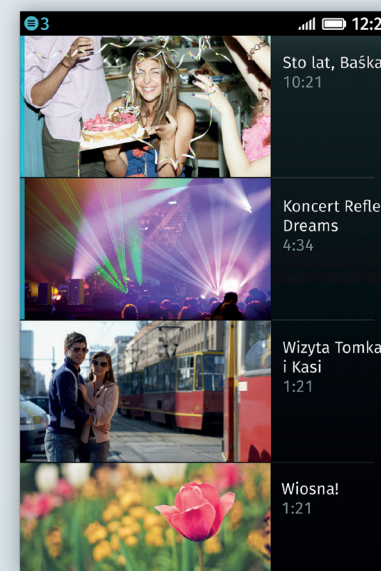 3 12:2
Sto lat, Baśka
10:21
Koncert Refle
Dreams
4:34
Wizyta Tomka
i Kasi
1:21
Wiosna!
1:21